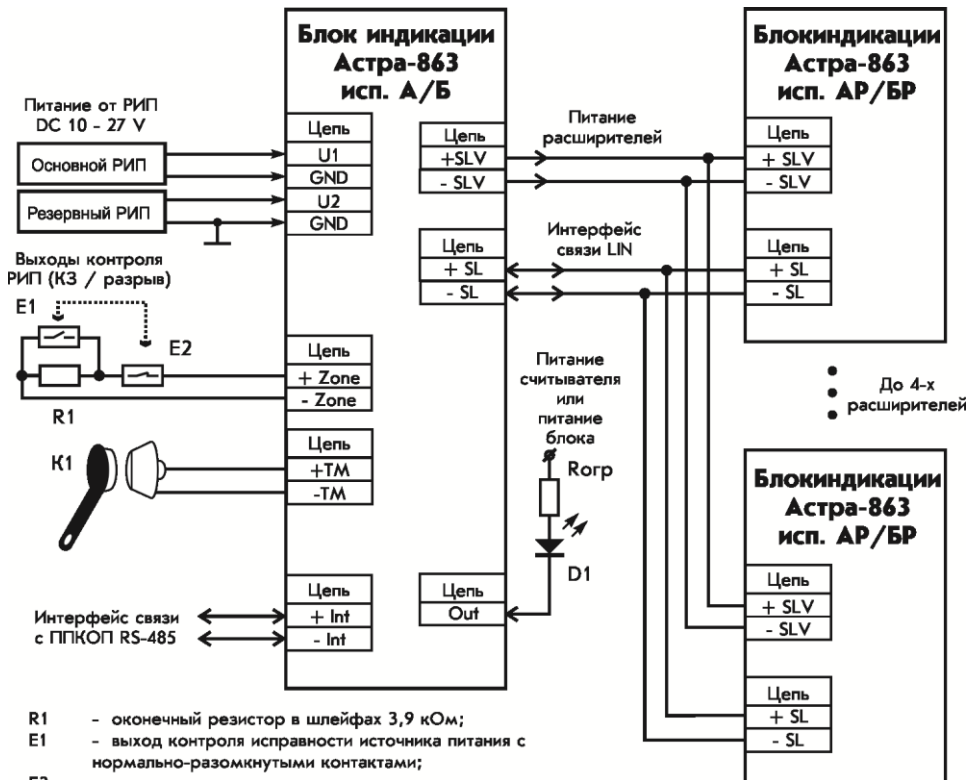 Блок индикации
Астра-863
исп. А/Б
Питание от РИП
DC 10 - 27 V
Основной РИП
Резервный РИП
Цепь
U1
GND
U2
GND
Цепь
+SLV
- SLV
Питание
расширителей
Блокиндикации
Астра-863
исп. АР/БР
Цепь
+ SLV
- SLV
Цепь
+ SL
- SL
Интерфейс
связи LIN
Цепь
+ SL
- SL
Выходы контроля
РИП (КЗ / разрыв)
E1
E2
R1
Цепь
+ Zone
- Zone
K1
Цепь
+TM
-TM
Питание
считывателя
или
питание
блока
Rогр
D1
До 4-х
расширителей
Интерфейс связи
с ППКОП RS-485
Цепь
+ Int
- Int
Цепь
Out
Блокиндикации
Астра-863
исп. АР/БР
Цепь
+ SLV
- SLV
Цепь
+ SL
- SL
R1 - оконечный резистор в шлейфах 3,9 кОм;
E1 - выход контроля исправности источника питания с
нормально-разомкнутыми контактами;